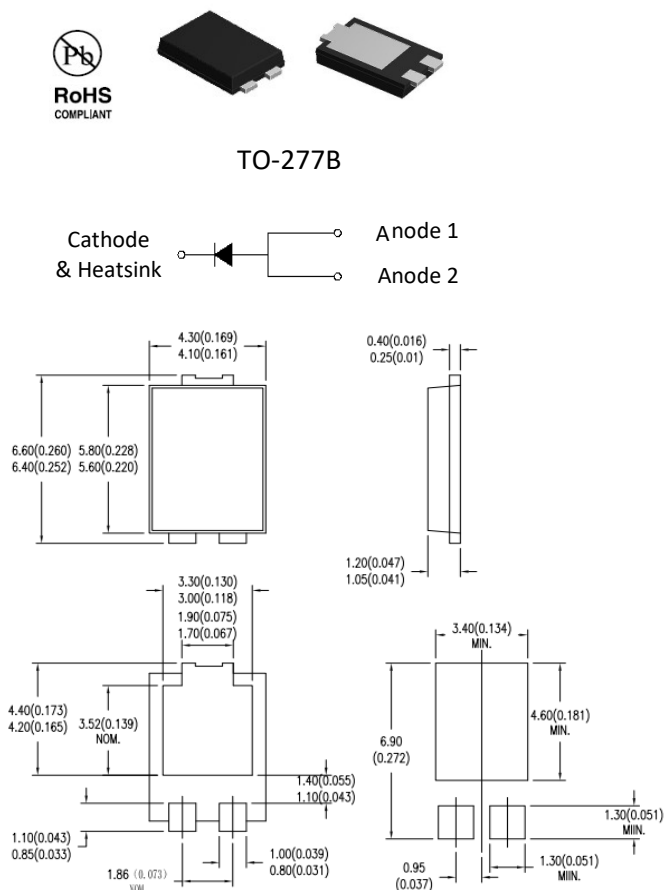 Pb
RoHS
COMPLIANT
TO-277B
Cathode
& Heatsink
Anode 1
Anode 2
4.30(0.169)
4.10(0.161)
0.40(0.016)
0.25(0.01)
6.60(0.260)
6.40(0.252)
5.80(0.228)
5.60(0.220)
1.20(0.047)
1.05(0.041)
3.30(0.130)
3.00(0.118)
1.90(0.075)
1.70(0.067)
3.40(0.134)
MIN.
4.40(0.173)
4.20(0.165)
3.52(0.139)
NOM.
4.60(0.181)
MIN.
6.90
(0.272)
1.40(0.055)
1.10(0.043)
1.10(0.043)
0.85(0.033)
1.30(0.051)
MIIN.
1.00(0.039)
0.80(0.031)
1.86 (0.073)
NOM
0.95
(0.037)
1.30(0.051)
MIIN.